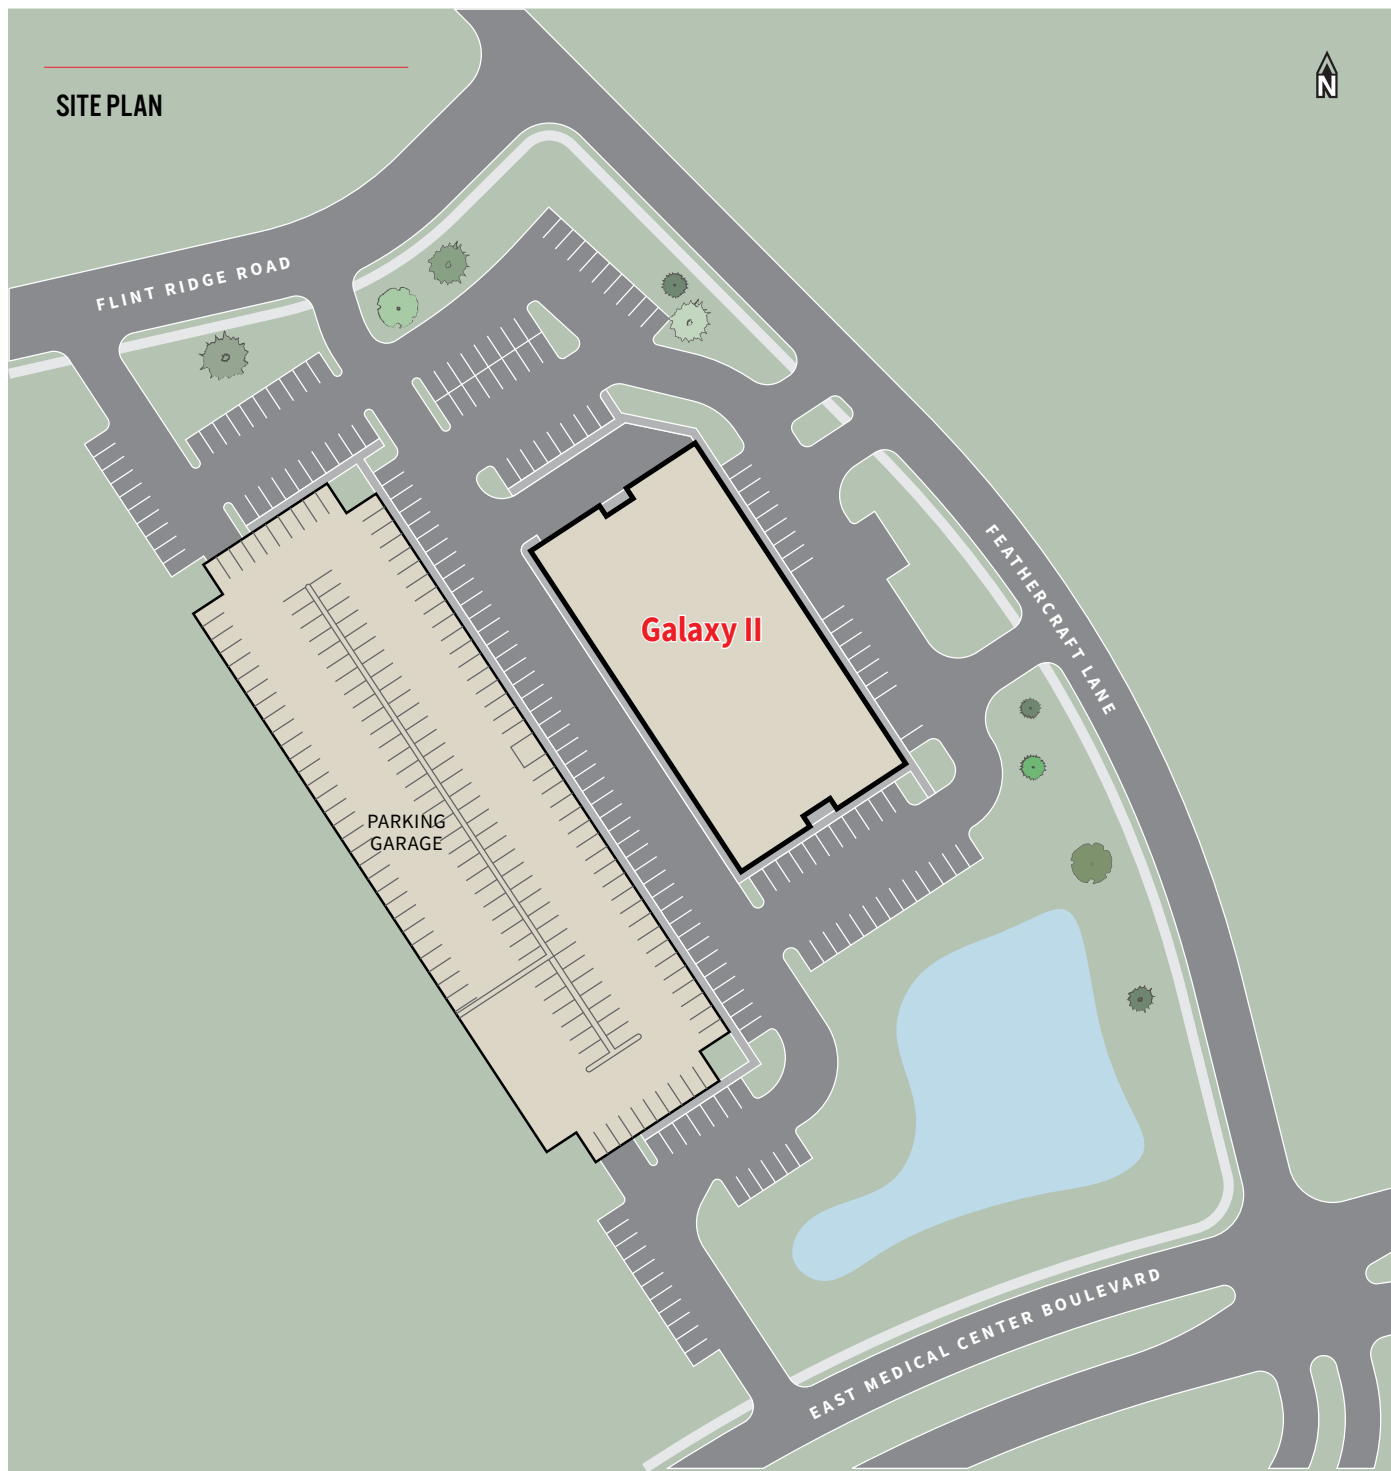 SITE PLAN
N
FLINT RIDGE ROAD
FEATHERCRAFT LANE
Galaxy II
PARKING
GARAGE
EAST MEDICAL CENTER BOULEVARD